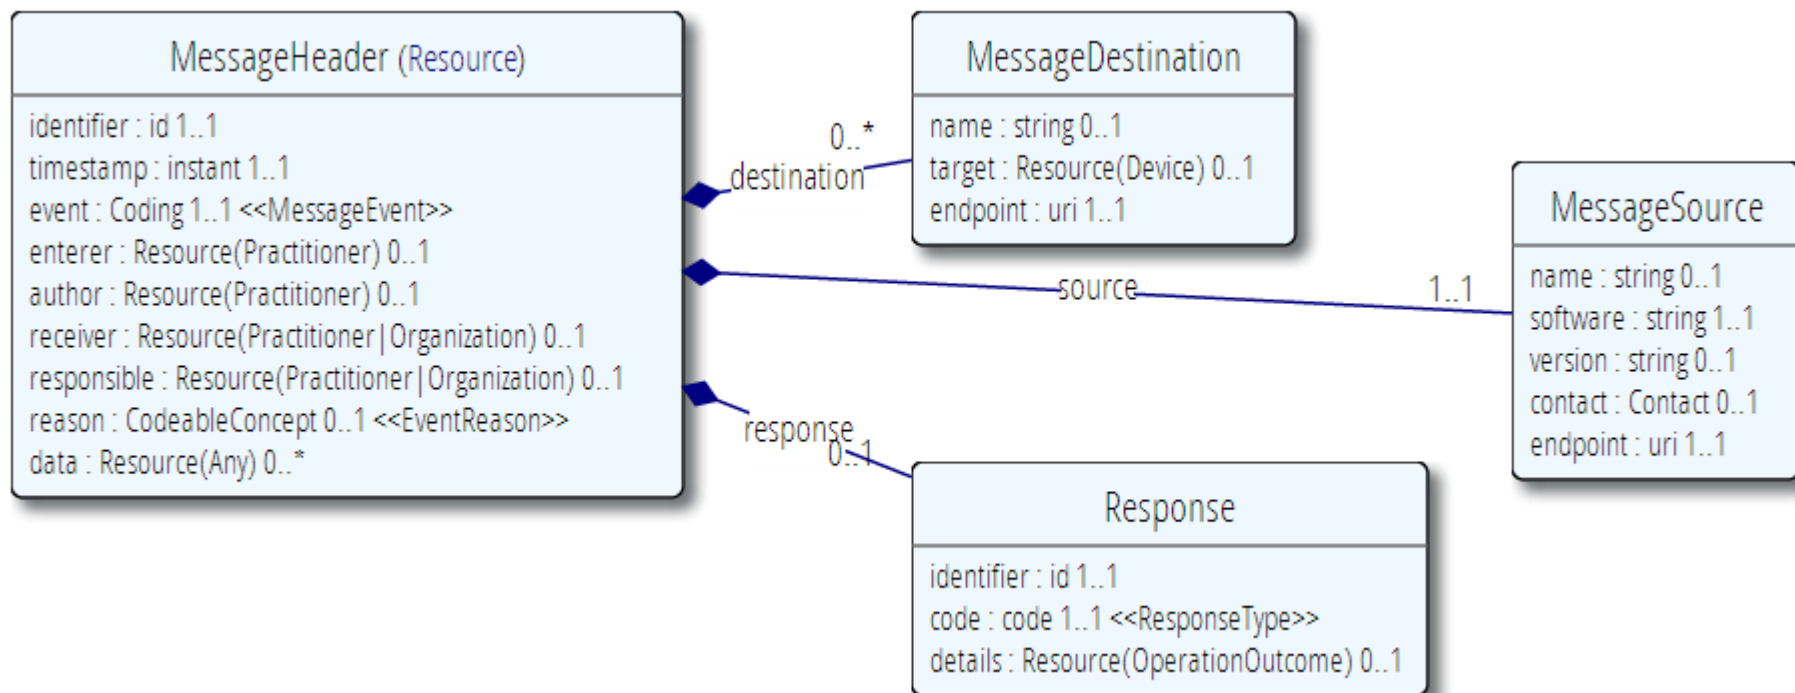 MessageHeader (Resource)
identifier : id 1..1
timestamp : instant 1..1
event : Coding 1..1 <<MessageEvent>>
enterer : Resource(Practitioner) 0..1
author : Resource(Practitioner) 0..1
receiver : Resource(Practitioner|Organization) 0..1
responsible : Resource(Practitioner|Organization) 0..1
reason : CodeableConcept 0..1 <<EventReason>>
data : Resource(Any) 0..*
0..*
destination
MessageDestination
name : string 0..1
target : Resource(Device) 0..1
endpoint : uri 1..1
source
1..1
MessageSource
name : string 0..1
software : string 1..1
version : string 0..1
contact : Contact 0..1
endpoint : uri 1..1
response
0..1
Response
identifier : id 1..1
code : code 1..1 <<ResponseType>>
details : Resource(OperationOutcome) 0..1